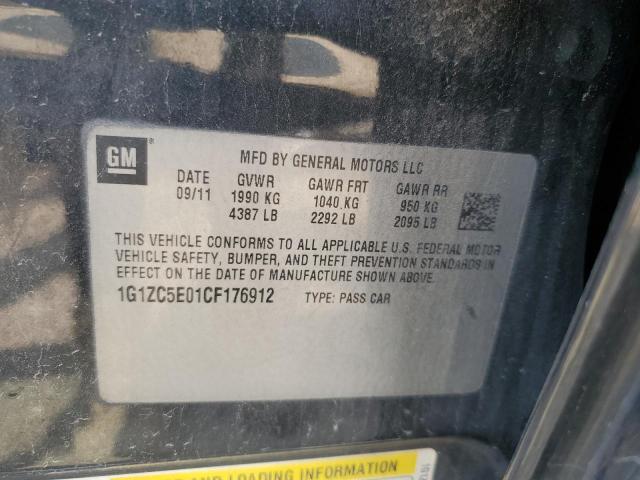 GM
MFD BY GENERAL MOTORS LLC
DATE GVWR GAWR FRT GAWR RR
09/11 1990 KG 1040 KG 950 KG
4387 LB 2292 LB 2095 LB
THIS VEHICLE CONFORMS TO ALL APPLICABLE U.S. FEDERAL MOTOR
VEHICLE SAFETY, BUMPER, AND THEFT PREVENTION STANDARDS IN
EFFECT ON THE DATE OF MANUFACTURE SHOWN ABOVE.
1G1ZC5E01CF176912 TYPE: PASS CAR
AND LOADING INFORMATION